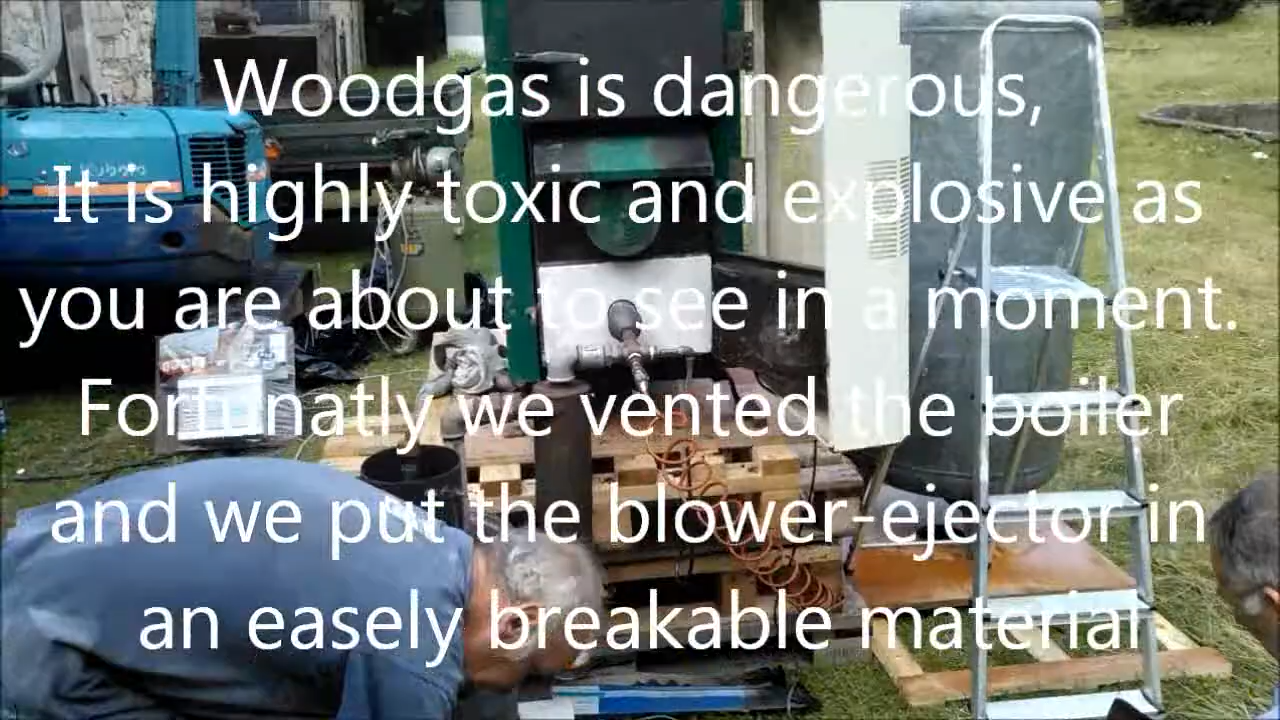 Woodgas is dangerous,
It is highly toxic and explosive as
you are about to see in a moment.
Fortunatly we vented the boiler
and we put the blower-ejector in
an easely breakable material
Kubota